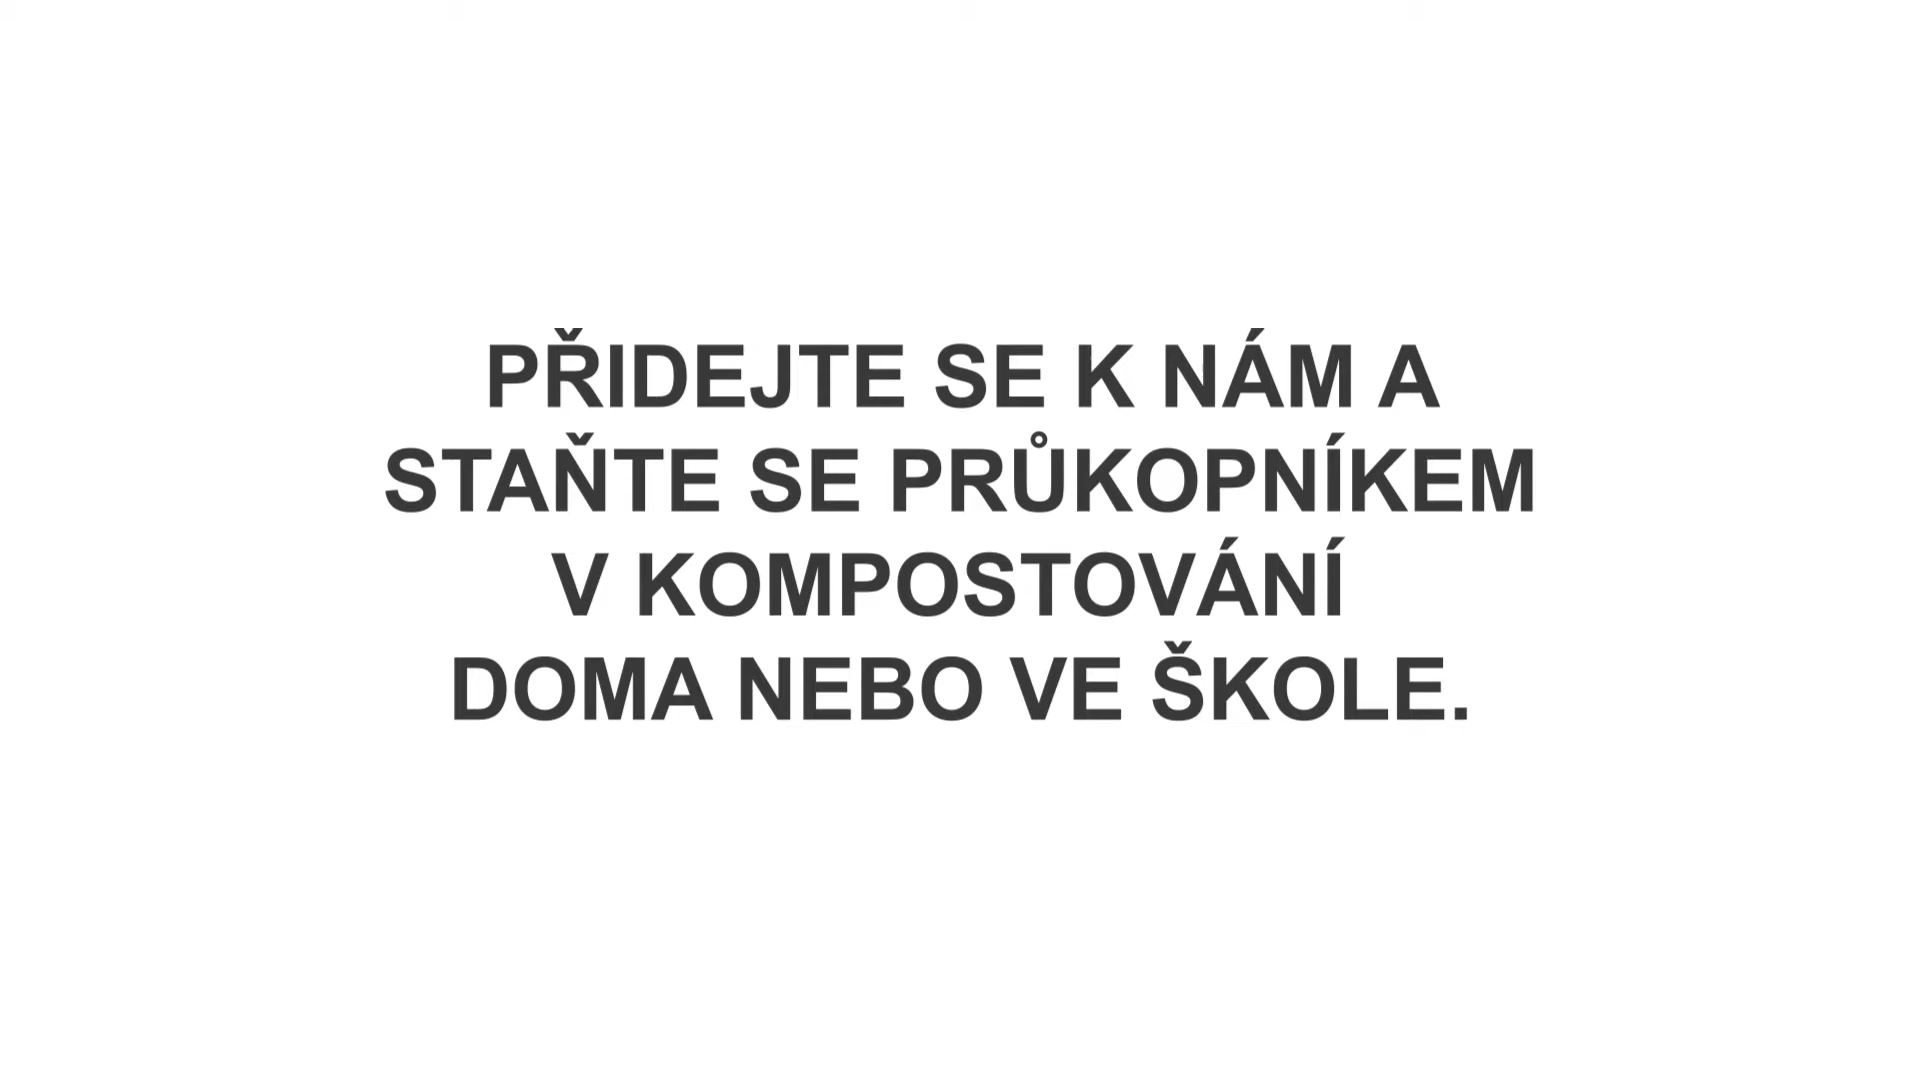 PŘIDEJTE SE K NÁM A
STAŇTE SE PRŮKOPNÍKEM
V KOMPOSTOVÁNÍ
DOMA NEBO VE ŠKOLE.